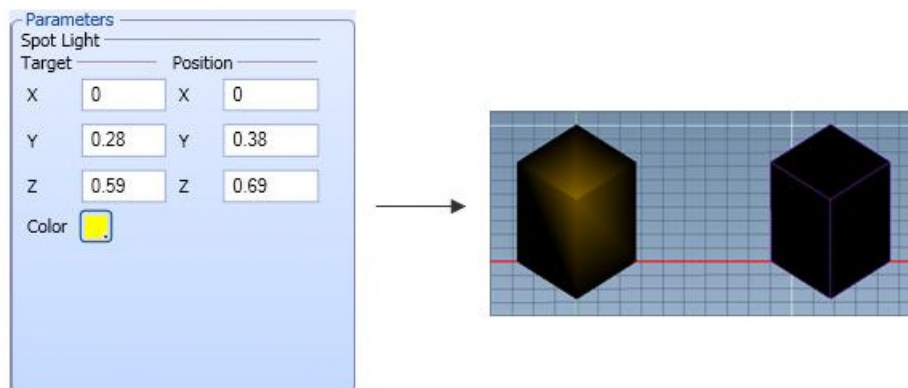 Parameters
Spot Light
Target Position
X 0 X 0
Y 0.28 Y 0.38
Z 0.59 Z 0.69
Color